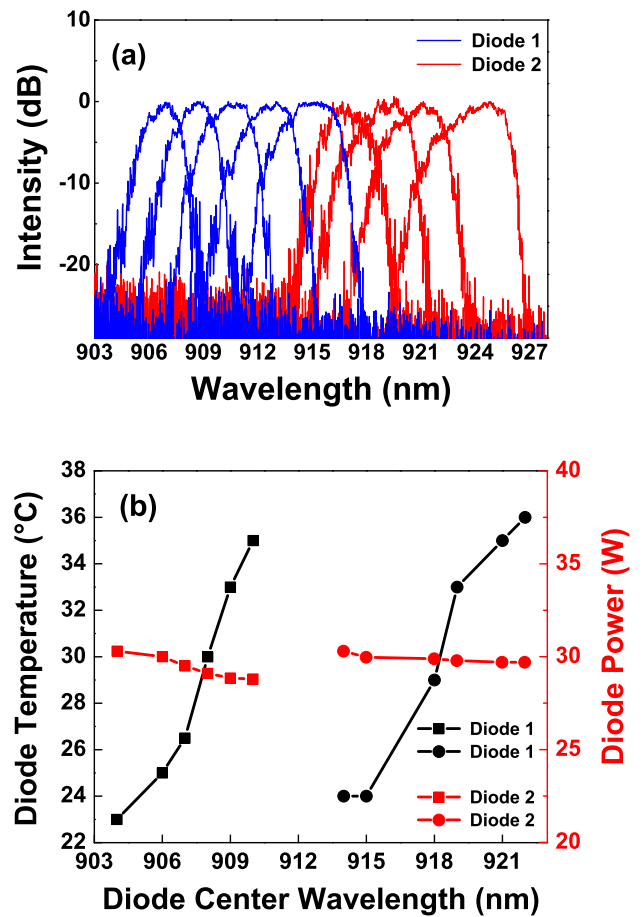 (a)
Diode 1
Diode 2
10
0
-10
-20
Intensity (dB)
903 906 909 912 915 918 921 924 927
Wavelength (nm)
(b)
38
36
34
32
30
28
26
24
22
Diode Temperature (°C)
40
35
30
25
20
Diode Power (W)
Diode 1
Diode 1
Diode 2
Diode 2
903 906 909 912 915 918 921
Diode Center Wavelength (nm)